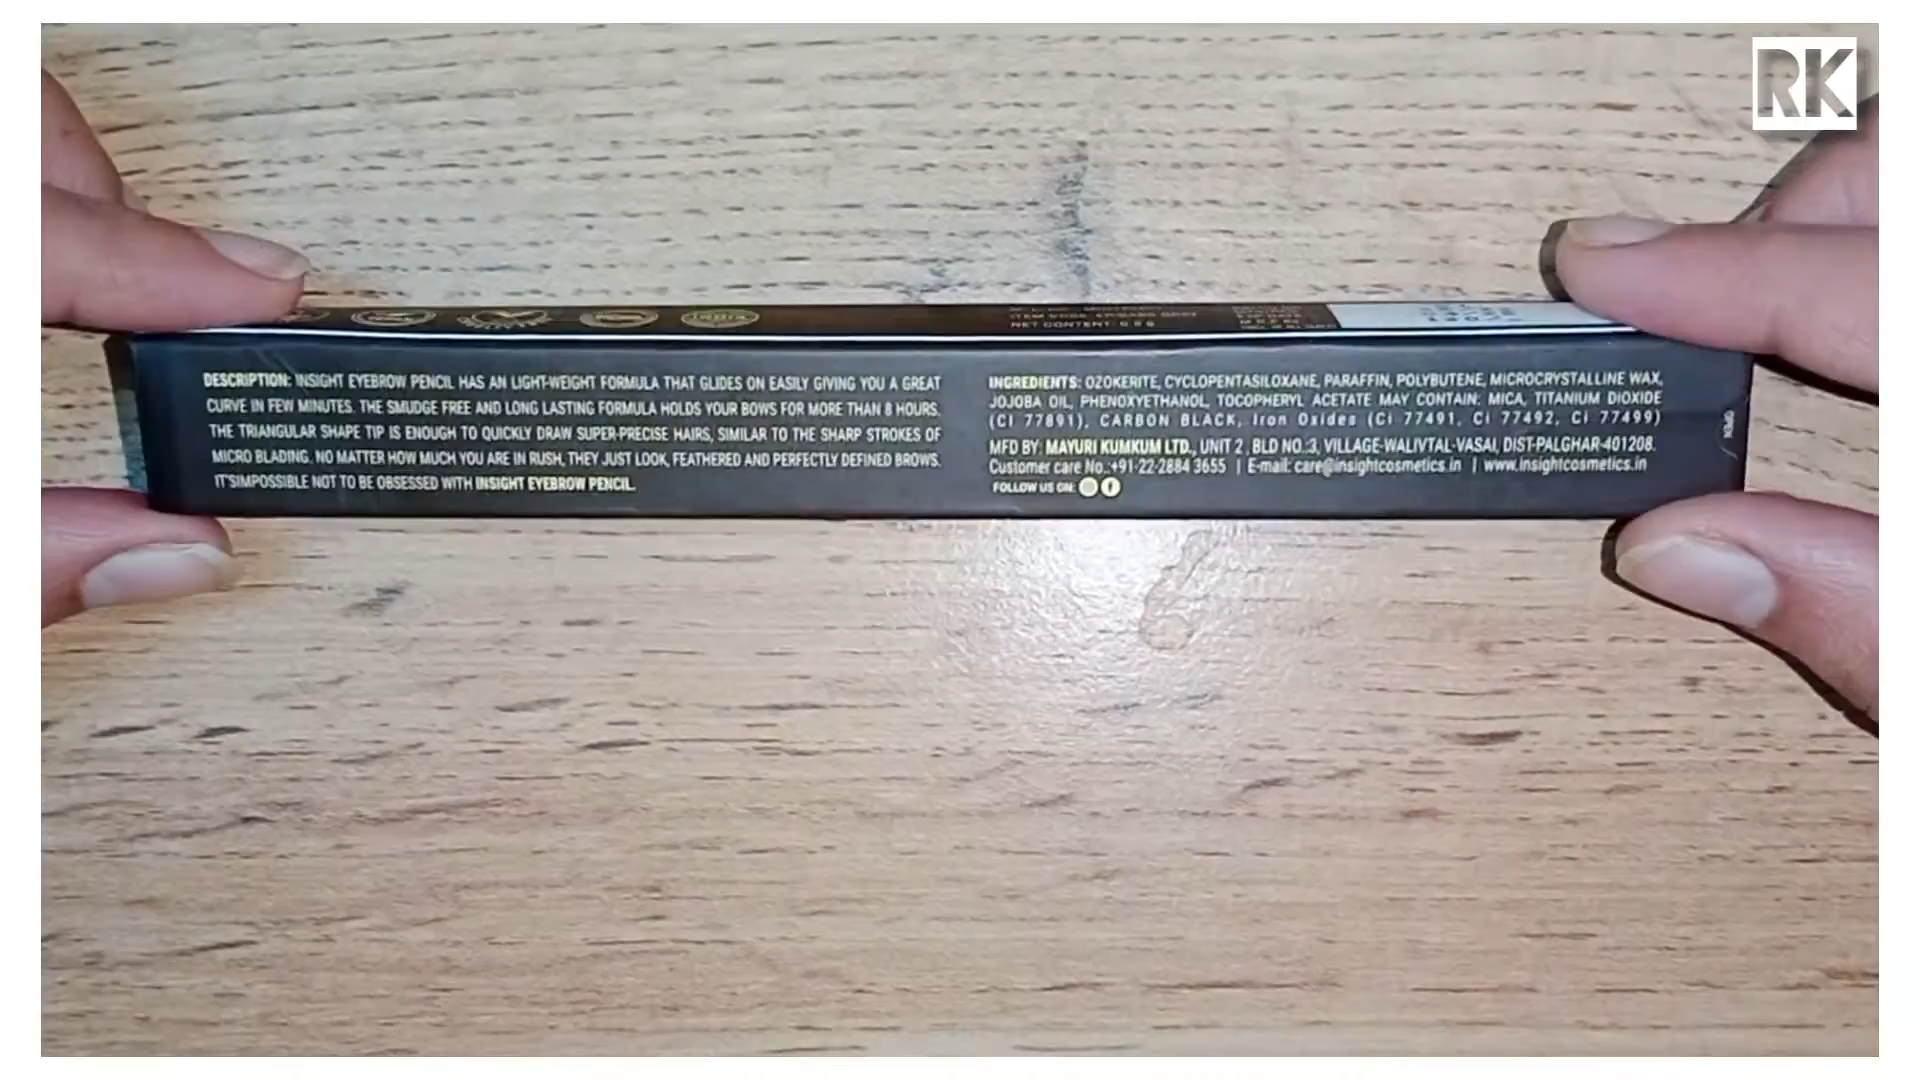 RK
NET CONTENT:
DESCRIPTION: INSIGHT EYEBROW PENCIL HAS AN LIGHT-WEIGHT FORMULA THAT GLIDES ON EASILY GIVING YOU A GREAT
CURVE IN FEW MINUTES. THE SMUDGE FREE AND LONG LASTING FORMULA HOLDS YOUR BOWS FOR MORE THAN 8 HOURS.
THE TRIANGULAR SHAPE TIP IS ENOUGH TO QUICKLY DRAW SUPER-PRECISE HAIRS, SIMILAR TO THE SHARP STROKES OF
MICRO BLADING. NO MATTER HOW MUCH YOU ARE IN RUSH, THEY JUST LOOK, FEATHERED AND PERFECTLY DEFINED BROWS.
IT'SIMPOSSIBLE NOT TO BE OBSESSED WITH INSIGHT EYEBROW PENCIL.
INGREDIENTS: OZOKERITE, CYCLOPENTASILOXANE, PARAFFIN, POLYBUTENE, MICROCRYSTALLINE WAX,
JOJOBA OIL, PHENOXYETHANOL, TOCOPHERYL ACETATE MAY CONTAIN: MICA, TITANIUM DIOXIDE
(CI 77891), CARBON BLACK, Iron Oxides (CI 77491, CI 77492, CI 77499)
MFD BY: MAYURI KUMKUM LTD., UNIT 2, BLD NO.:3, VILLAGE-WALIVTAL-VASAI, DIST-PALGHAR-401208.
Customer care No.:+91-22-2884 3655 | E-mail: care@insightcosmetics.in | www.insightcosmetics.in
FOLLOW US ON:
OPEN